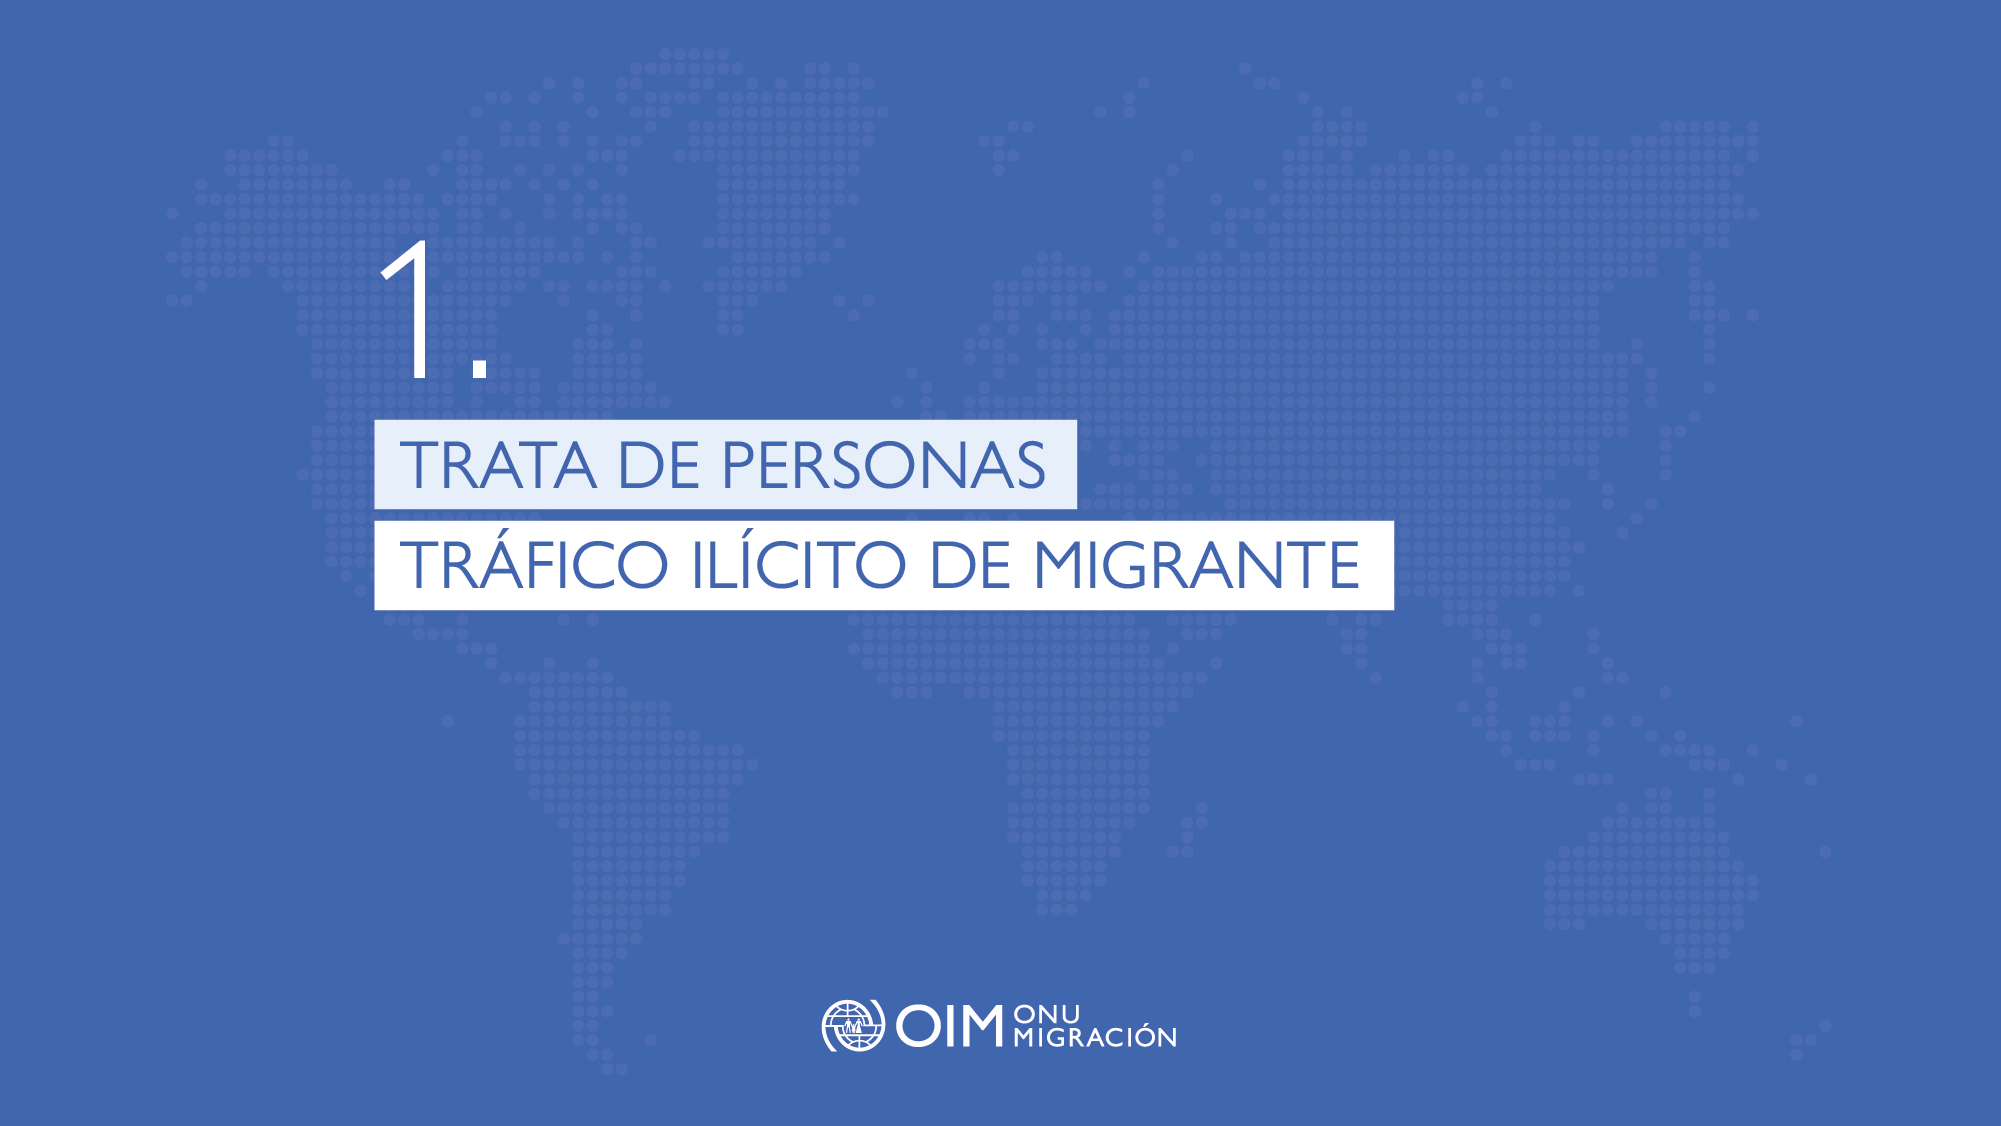 1.
TRATA DE PERSONAS
TRÁFICO ILÍCITO DE MIGRANTE
OIM ONU
MIGRACIÓN